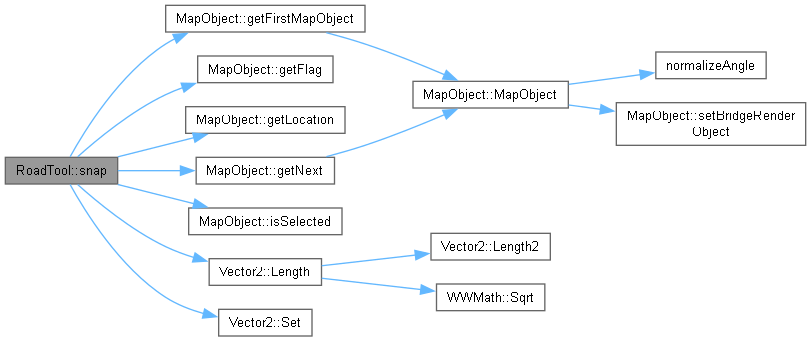 MapObject::getFirstMapObject
MapObject::getFlag
MapObject::getLocation
RoadTool::snap
MapObject::getNext
MapObject::isSelected
Vector2::Length
Vector2::Set
MapObject::MapObject
Vector2::Length2
WWMath::Sqrt
normalizeAngle
MapObject::setBridgeRender
Object